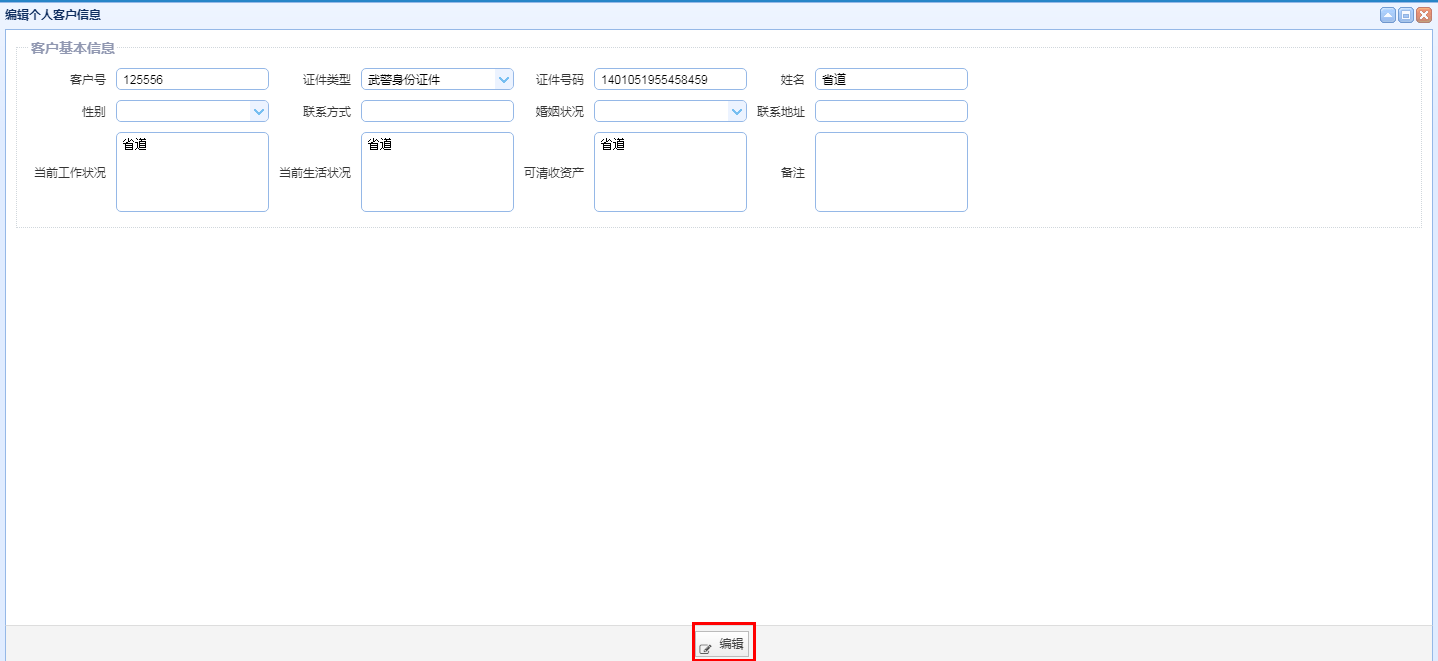 编辑个人客户信息
客户基本信息
客户号 125556 证件类型 武警身份证件 证件号码 1401051955458459 姓名 省道
性别 联系方式 婚姻状况 联系地址
当前工作状况 省道 当前生活状况 省道 可清收资产 省道 备注
编辑